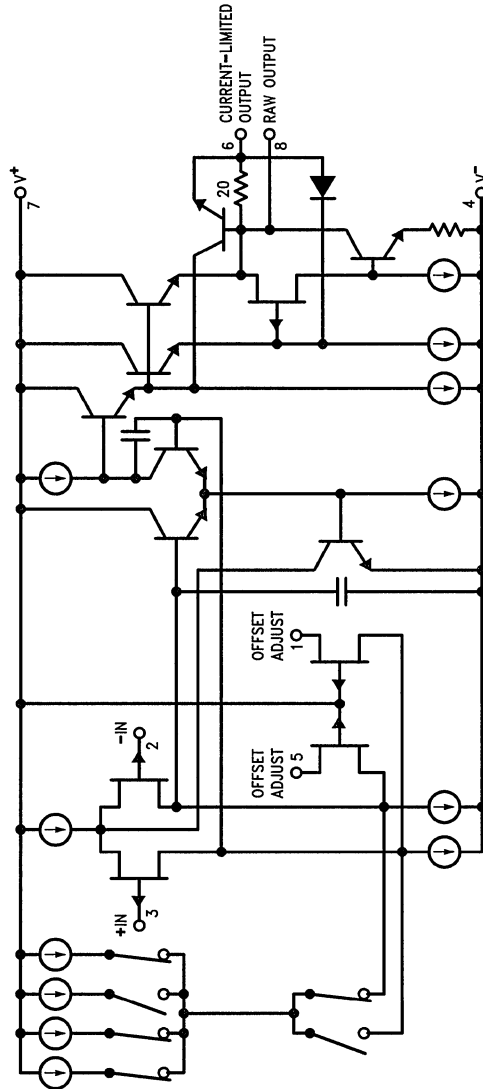 V+
7
CURRENT-LIMITED
OUTPUT
6
RAW OUTPUT
8
20
4
V-
OFFSET
ADJUST
1
OFFSET
ADJUST
5
-IN
2
+IN
3